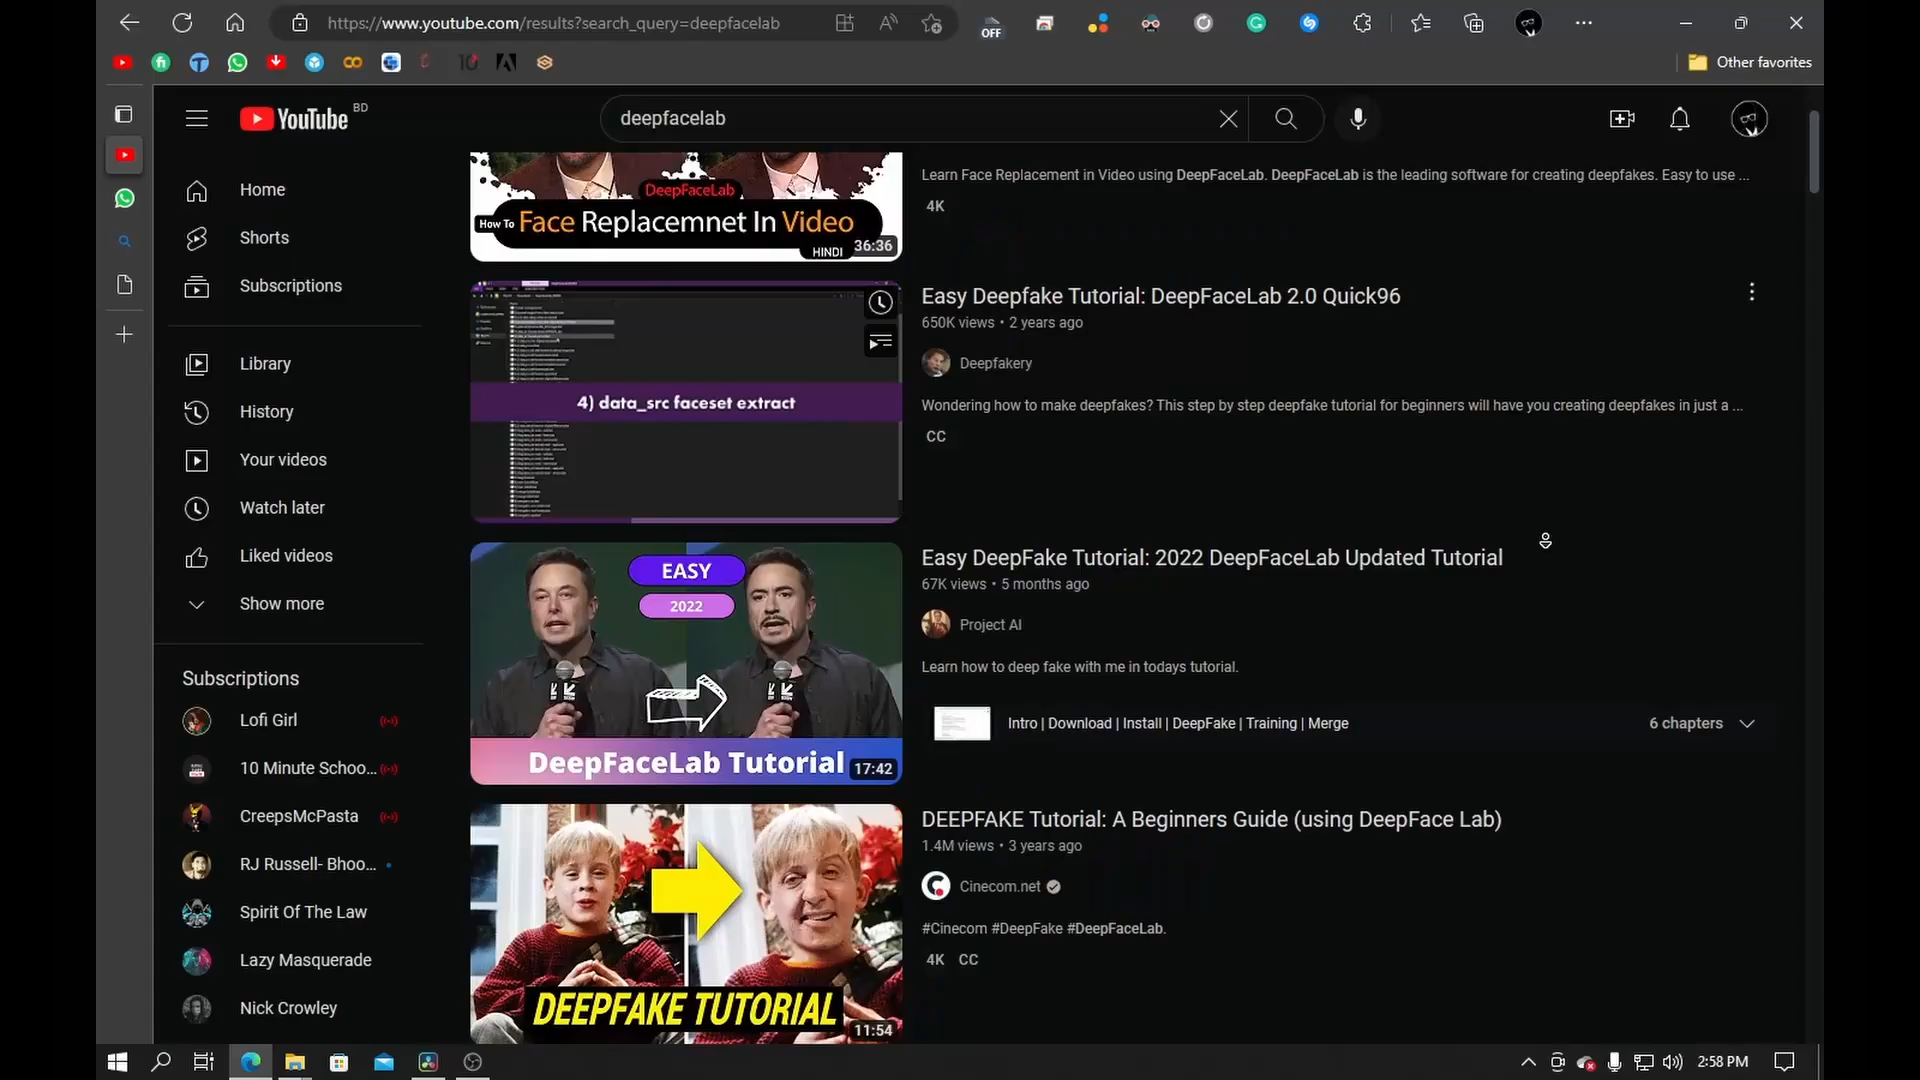 https://www.youtube.com/results?search_query=deepfacelab
OFF
Other favorites
YouTube BD
deepfacelab
Home
Shorts
Subscriptions
Library
History
Your videos
Watch later
Liked videos
Show more
Subscriptions
Lofi Girl
10 Minute Schoo...
CreepsMcPasta
RJ Russell- Bhoo...
Spirit Of The Law
Lazy Masquerade
Nick Crowley
DeepFaceLab
How To Face Replacemnet In Video
HINDI
36:36
Learn Face Replacement in Video using DeepFaceLab. DeepFaceLab is the leading software for creating deepfakes. Easy to use ...
4K
4) data_src faceset extract
Easy Deepfake Tutorial: DeepFaceLab 2.0 Quick96
650K views • 2 years ago
Deepfakery
Wondering how to make deepfakes? This step by step deepfake tutorial for beginners will have you creating deepfakes in just a ...
CC
EASY
2022
DeepFaceLab Tutorial
17:42
Easy DeepFake Tutorial: 2022 DeepFaceLab Updated Tutorial
67K views • 5 months ago
Project AI
Learn how to deep fake with me in todays tutorial.
Intro | Download | Install | DeepFake | Training | Merge
6 chapters
DEEPFAKE TUTORIAL
11:54
DEEPFAKE Tutorial: A Beginners Guide (using DeepFace Lab)
1.4M views • 3 years ago
Cinecom.net
#Cinecom #DeepFake #DeepFaceLab.
4K CC
2:58 PM